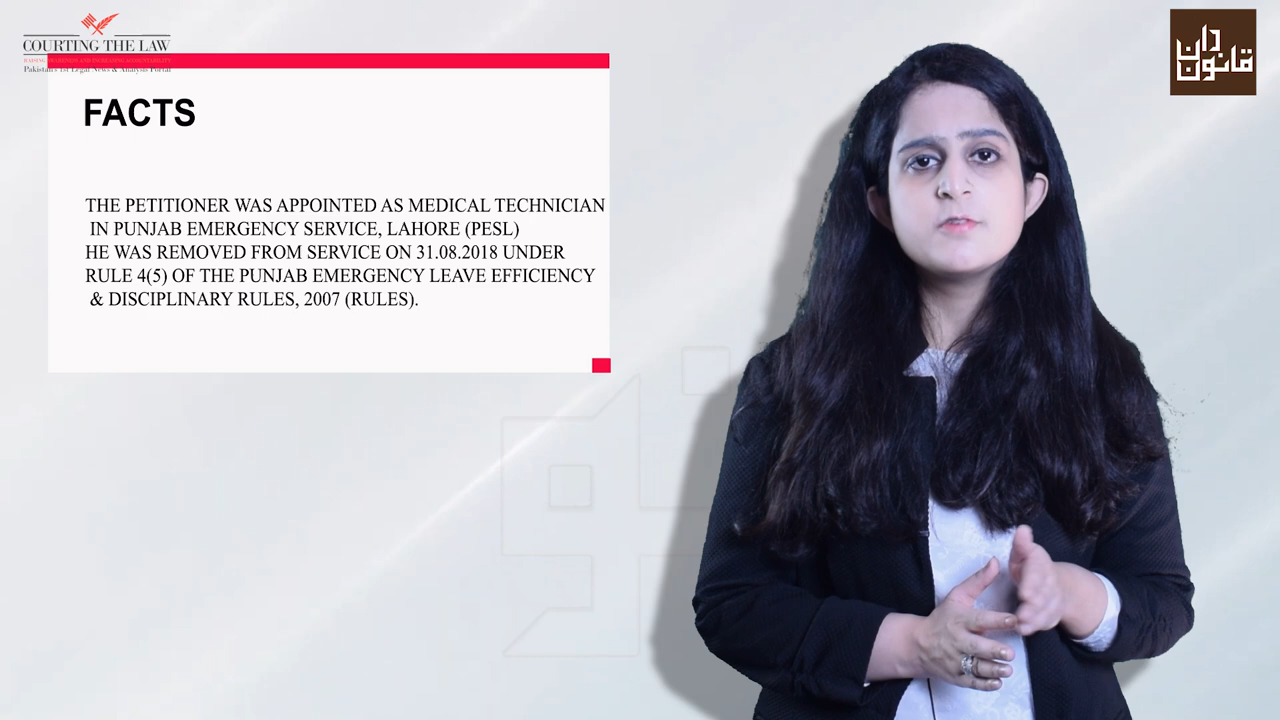 COURTING THE LAW
Pakistan's 1st Legal News & Analysis Portal
قانون دان
FACTS
THE PETITIONER WAS APPOINTED AS MEDICAL TECHNICIAN
IN PUNJAB EMERGENCY SERVICE, LAHORE (PESL)
HE WAS REMOVED FROM SERVICE ON 31.08.2018 UNDER
RULE 4(5) OF THE PUNJAB EMERGENCY LEAVE EFFICIENCY
& DISCIPLINARY RULES, 2007 (RULES).